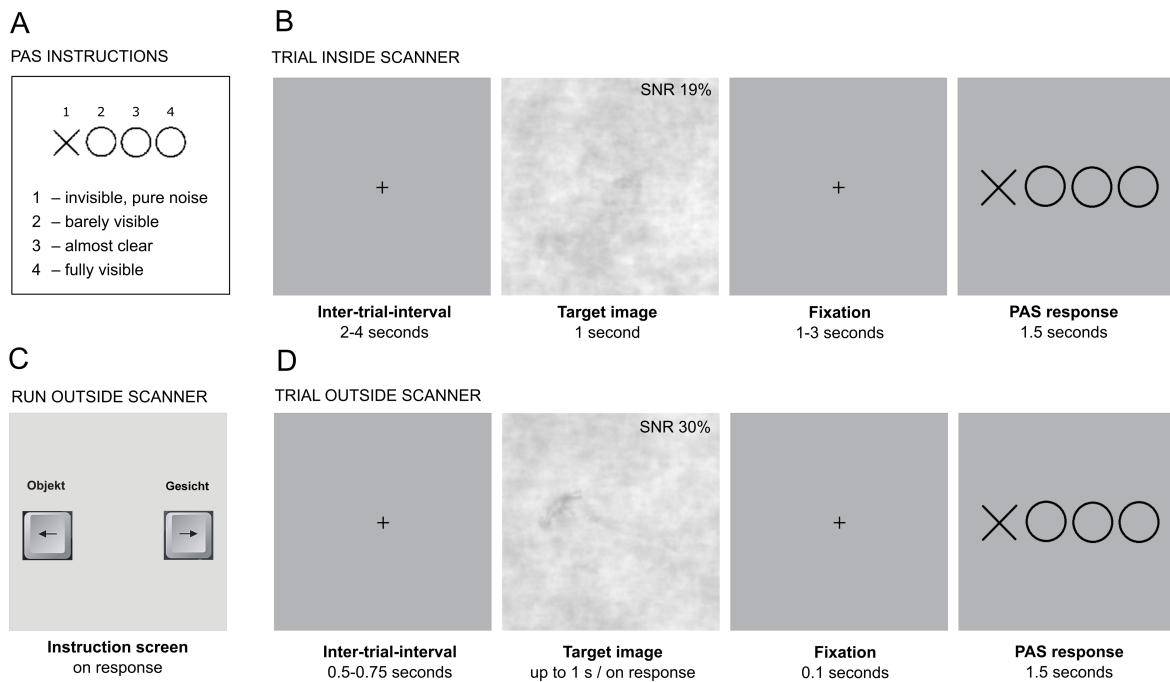 A
PAS INSTRUCTIONS
1 2 3 4
1 – invisible, pure noise
2 – barely visible
3 – almost clear
4 – fully visible
B
TRIAL INSIDE SCANNER
SNR 19%
Inter-trial-interval
2-4 seconds
Target image
1 second
Fixation
1-3 seconds
PAS response
1.5 seconds
C
RUN OUTSIDE SCANNER
Objekt
Gesicht
Instruction screen
on response
D
TRIAL OUTSIDE SCANNER
SNR 30%
Inter-trial-interval
0.5-0.75 seconds
Target image
up to 1 s / on response
Fixation
0.1 seconds
PAS response
1.5 seconds